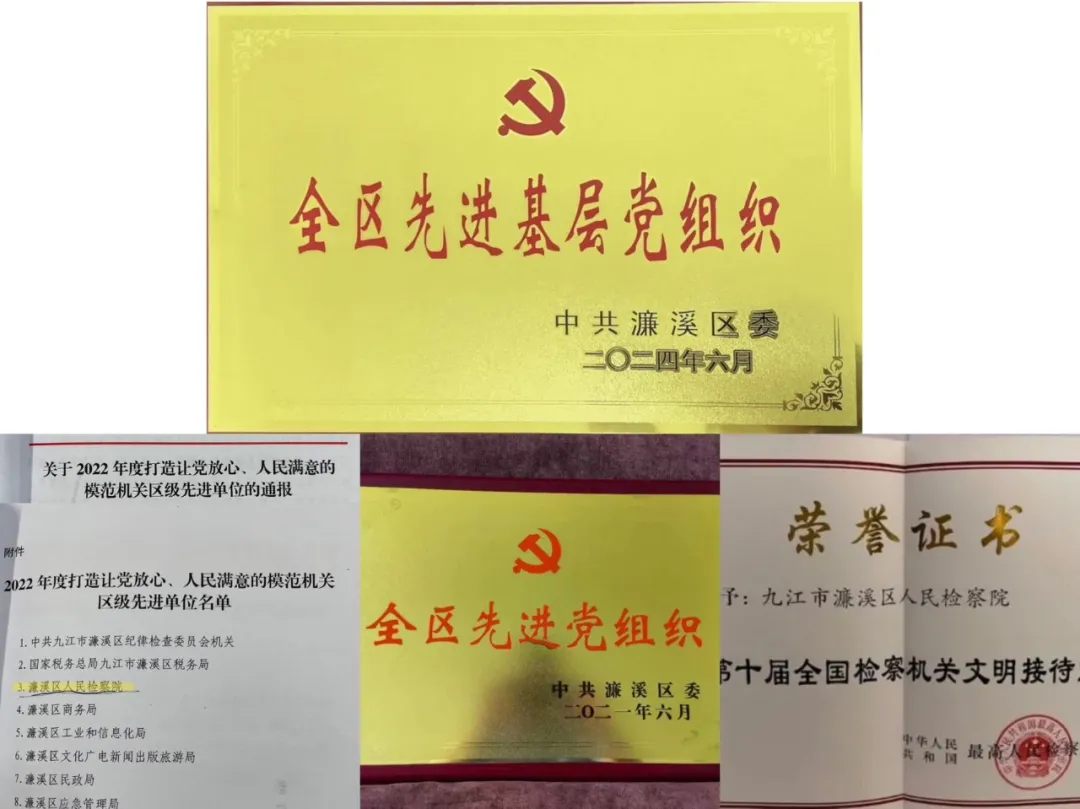 全区先进基层党组织
中共濂溪区委
二〇二四年六月
关于 2022 年度打造让党放心、人民满意的
模范机关区级先进单位的通报
附件
2022 年度打造让党放心、人民满意的模范机关
区级先进单位名单
1.中共九江市濂溪区纪律检查委员会机关
2.国家税务总局九江市濂溪区税务局
3.濂溪区人民检察院
4.濂溪区商务局
5.濂溪区工业和信息化局
6.濂溪区文化广电新闻出版旅游局
7.濂溪区民政局
8.濂溪区应急管理局
全区先进党组织
中共濂溪区委
二〇二一年六月
荣誉证书
予：九江市濂溪区人民检察院
第十届全国检察机关文明接待
中华人民
共和国 最高人民检察